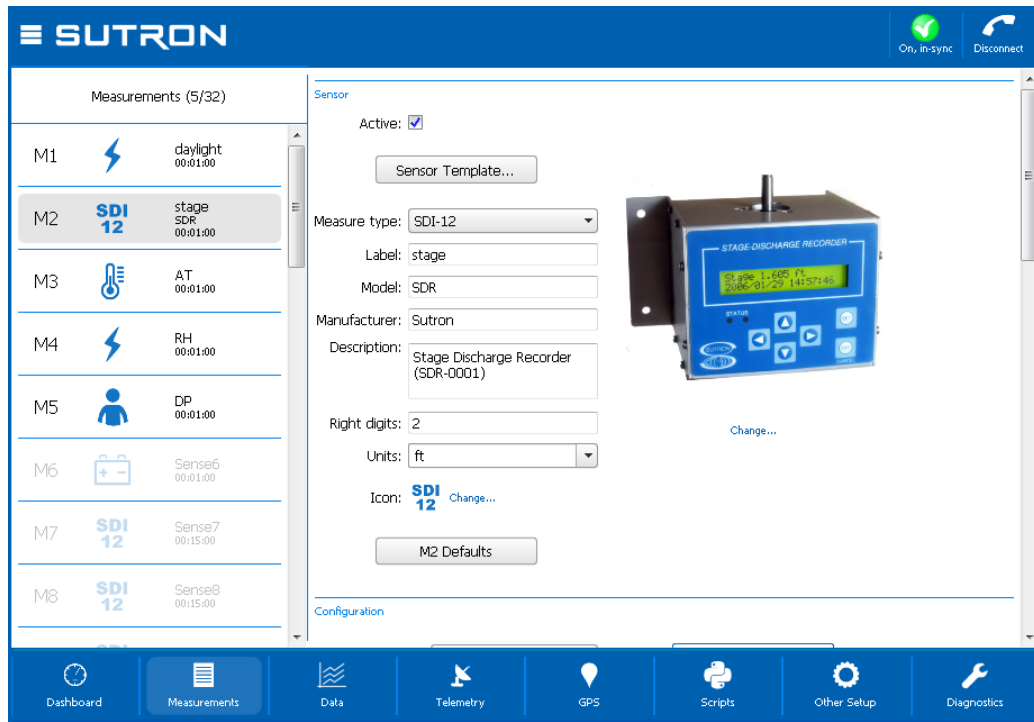 SUTRON
On, in-sync
Disconnect
Measurements (5/32)
M1
daylight
00:01:00
M2
SDI
12
stage
SDR
00:01:00
M3
AT
00:01:00
M4
RH
00:01:00
M5
DP
00:01:00
M6
Sense6
00:01:00
M7
SDI
12
Sense7
00:15:00
M8
SDI
12
Sense8
00:15:00
Sensor
Active:
Sensor Template...
Measure type: SDI-12
Label: stage
Model: SDR
Manufacturer: Sutron
Description: Stage Discharge Recorder
(SDR-0001)
Right digits: 2
Units: ft
Icon: SDI
12 Change...
M2 Defaults
STAGE-DISCHARGE RECORDER
Stage 1.605 ft
2006/01/29 14:57:46
STATUS
SUTRON
CANCEL
Change...
Configuration
Dashboard
Measurements
Data
Telemetry
GPS
Scripts
Other Setup
Diagnostics